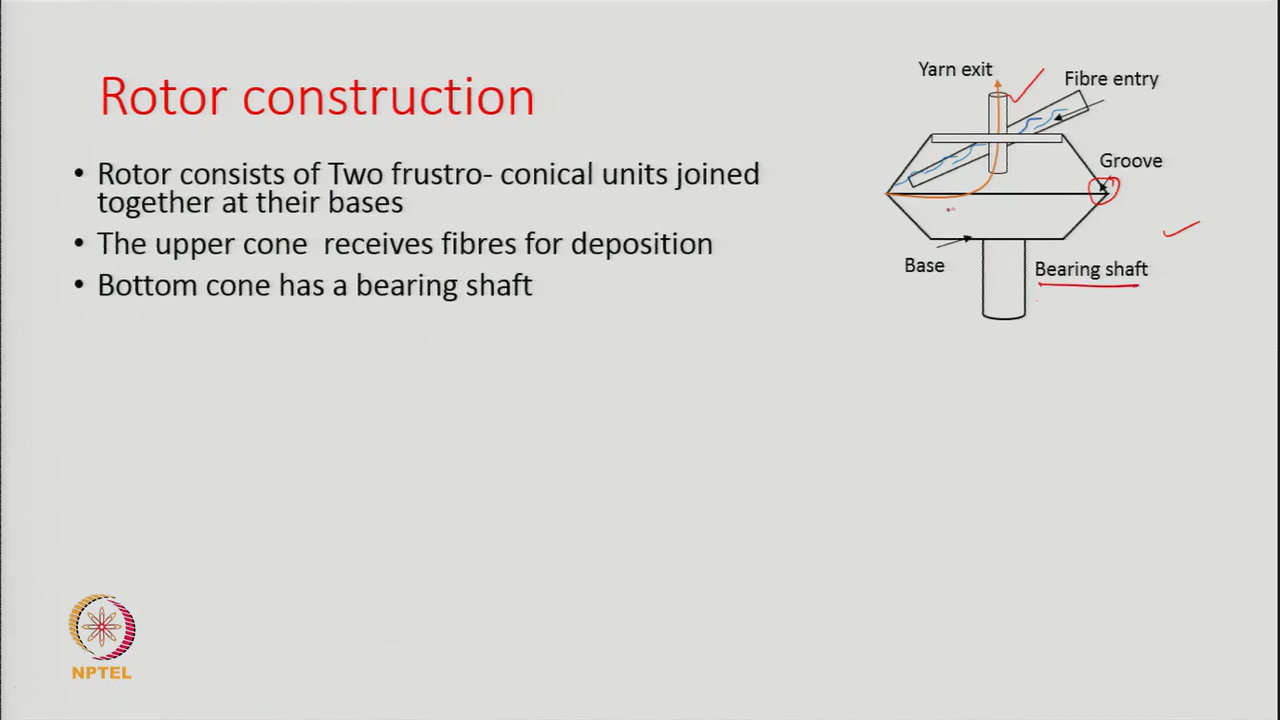 Rotor construction
• Rotor consists of Two frustro- conical units joined
together at their bases
• The upper cone receives fibres for deposition
• Bottom cone has a bearing shaft
Yarn exit
Fibre entry
Groove
Base
Bearing shaft
NPTEL